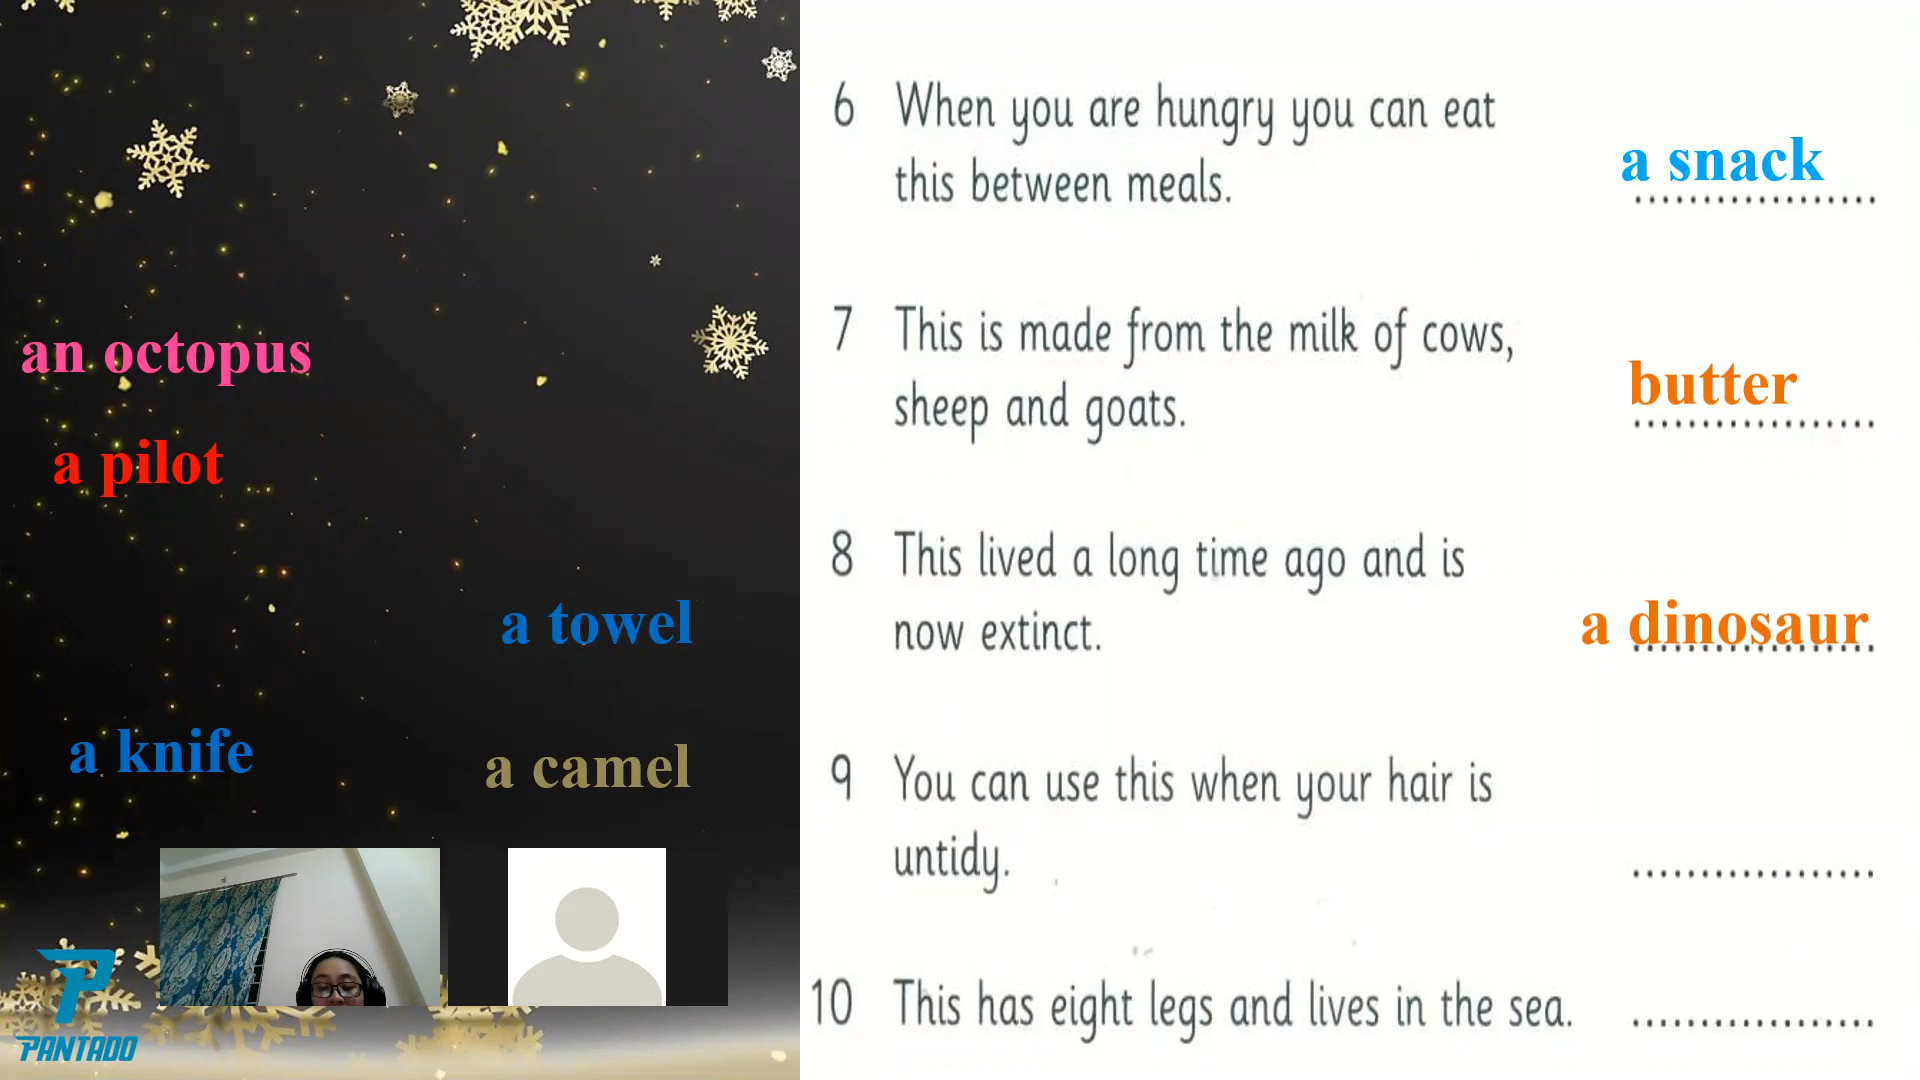 an octopus
a pilot
a towel
a knife
a camel
PANTADO
6 When you are hungry you can eat
this between meals.
a snack
7 This is made from the milk of cows,
sheep and goats.
butter
8 This lived a long time ago and is
now extinct.
a dinosaur
9 You can use this when your hair is
untidy.
10 This has eight legs and lives in the sea.